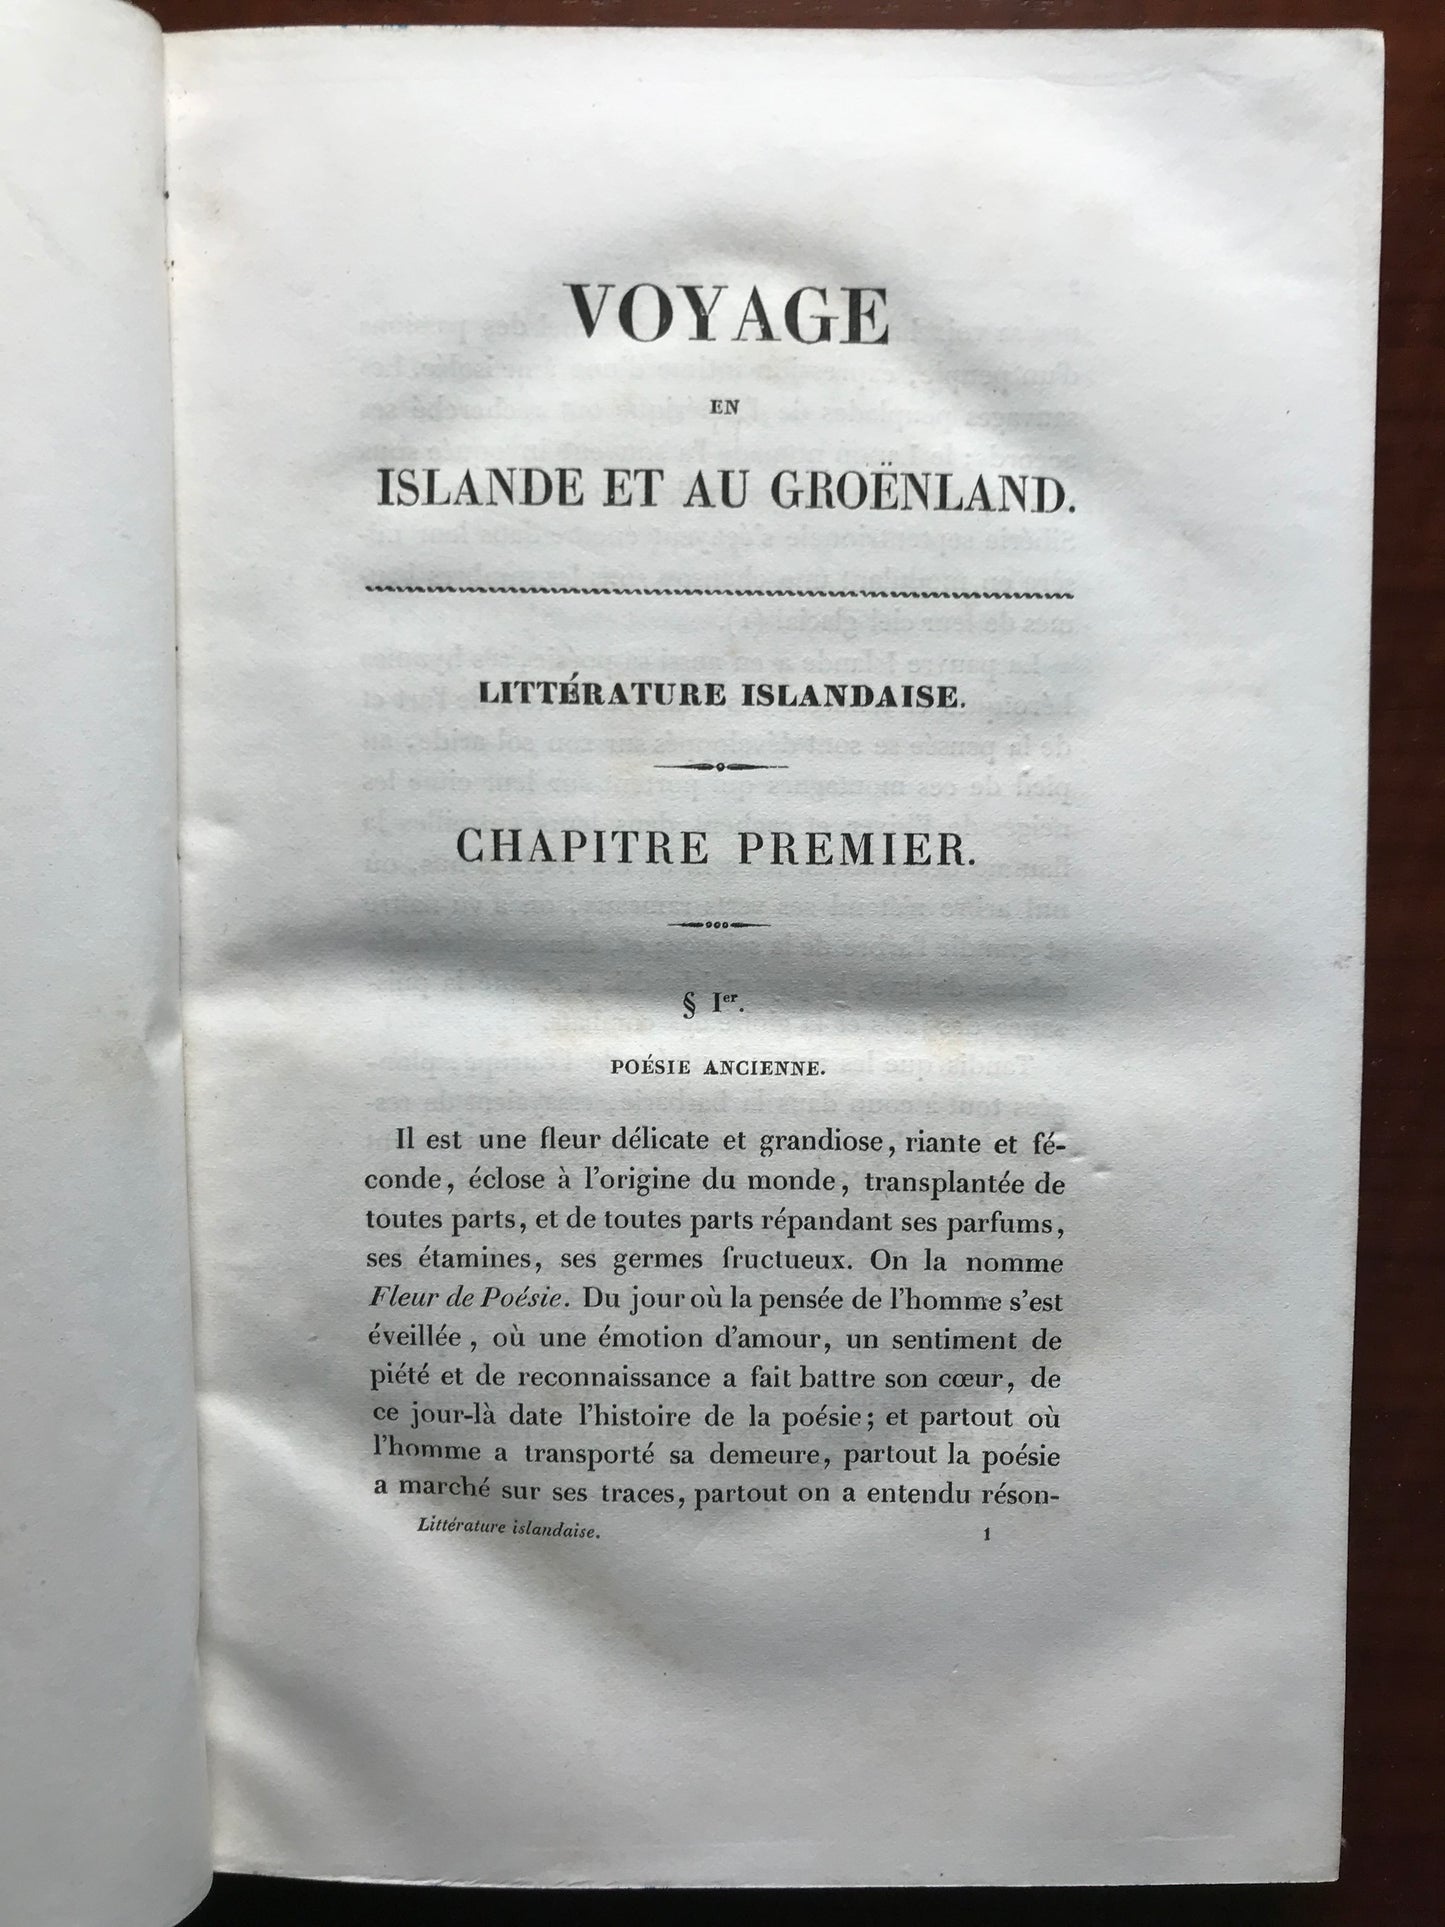 VOYAGE
EN
ISLANDE ET AU GROËNLAND.
LITTÉRATURE ISLANDAISE.
CHAPITRE PREMIER.
§ Ier.
POÉSIE ANCIENNE.
Il est une fleur délicate et grandiose, riante et fé-
conde, éclose à l'origine du monde, transplantée de
toutes parts, et de toutes parts répandant ses parfums,
ses étamines, ses germes fructueux. On la nomme
Fleur de Poésie. Du jour où la pensée de l'homme s'est
éveillée, où une émotion d'amour, un sentiment de
piété et de reconnaissance a fait battre son cœur, de
ce jour-là date l'histoire de la poésie; et partout où
l'homme a transporté sa demeure, partout la poésie
a marché sur ses traces, partout on a entendu réson-
Littérature islandaise. 1